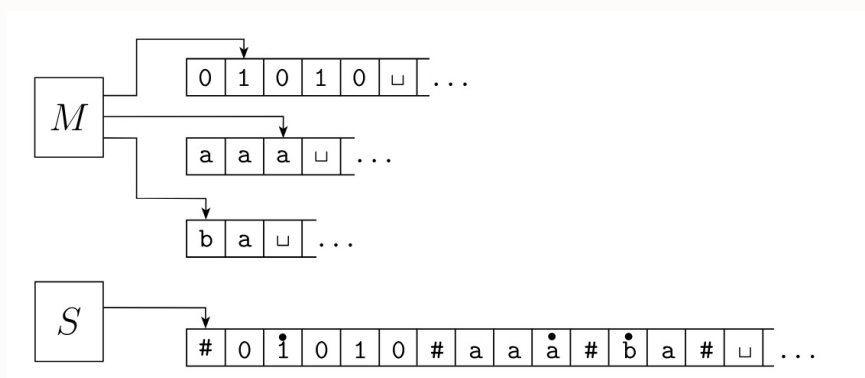 0 1 0 1 0 ␣ ...
M
a a a ␣ ...
b a ␣ ...
S
# 0 1̇ 0 1 0 # a a ȧ # ḃ a # ␣ ...